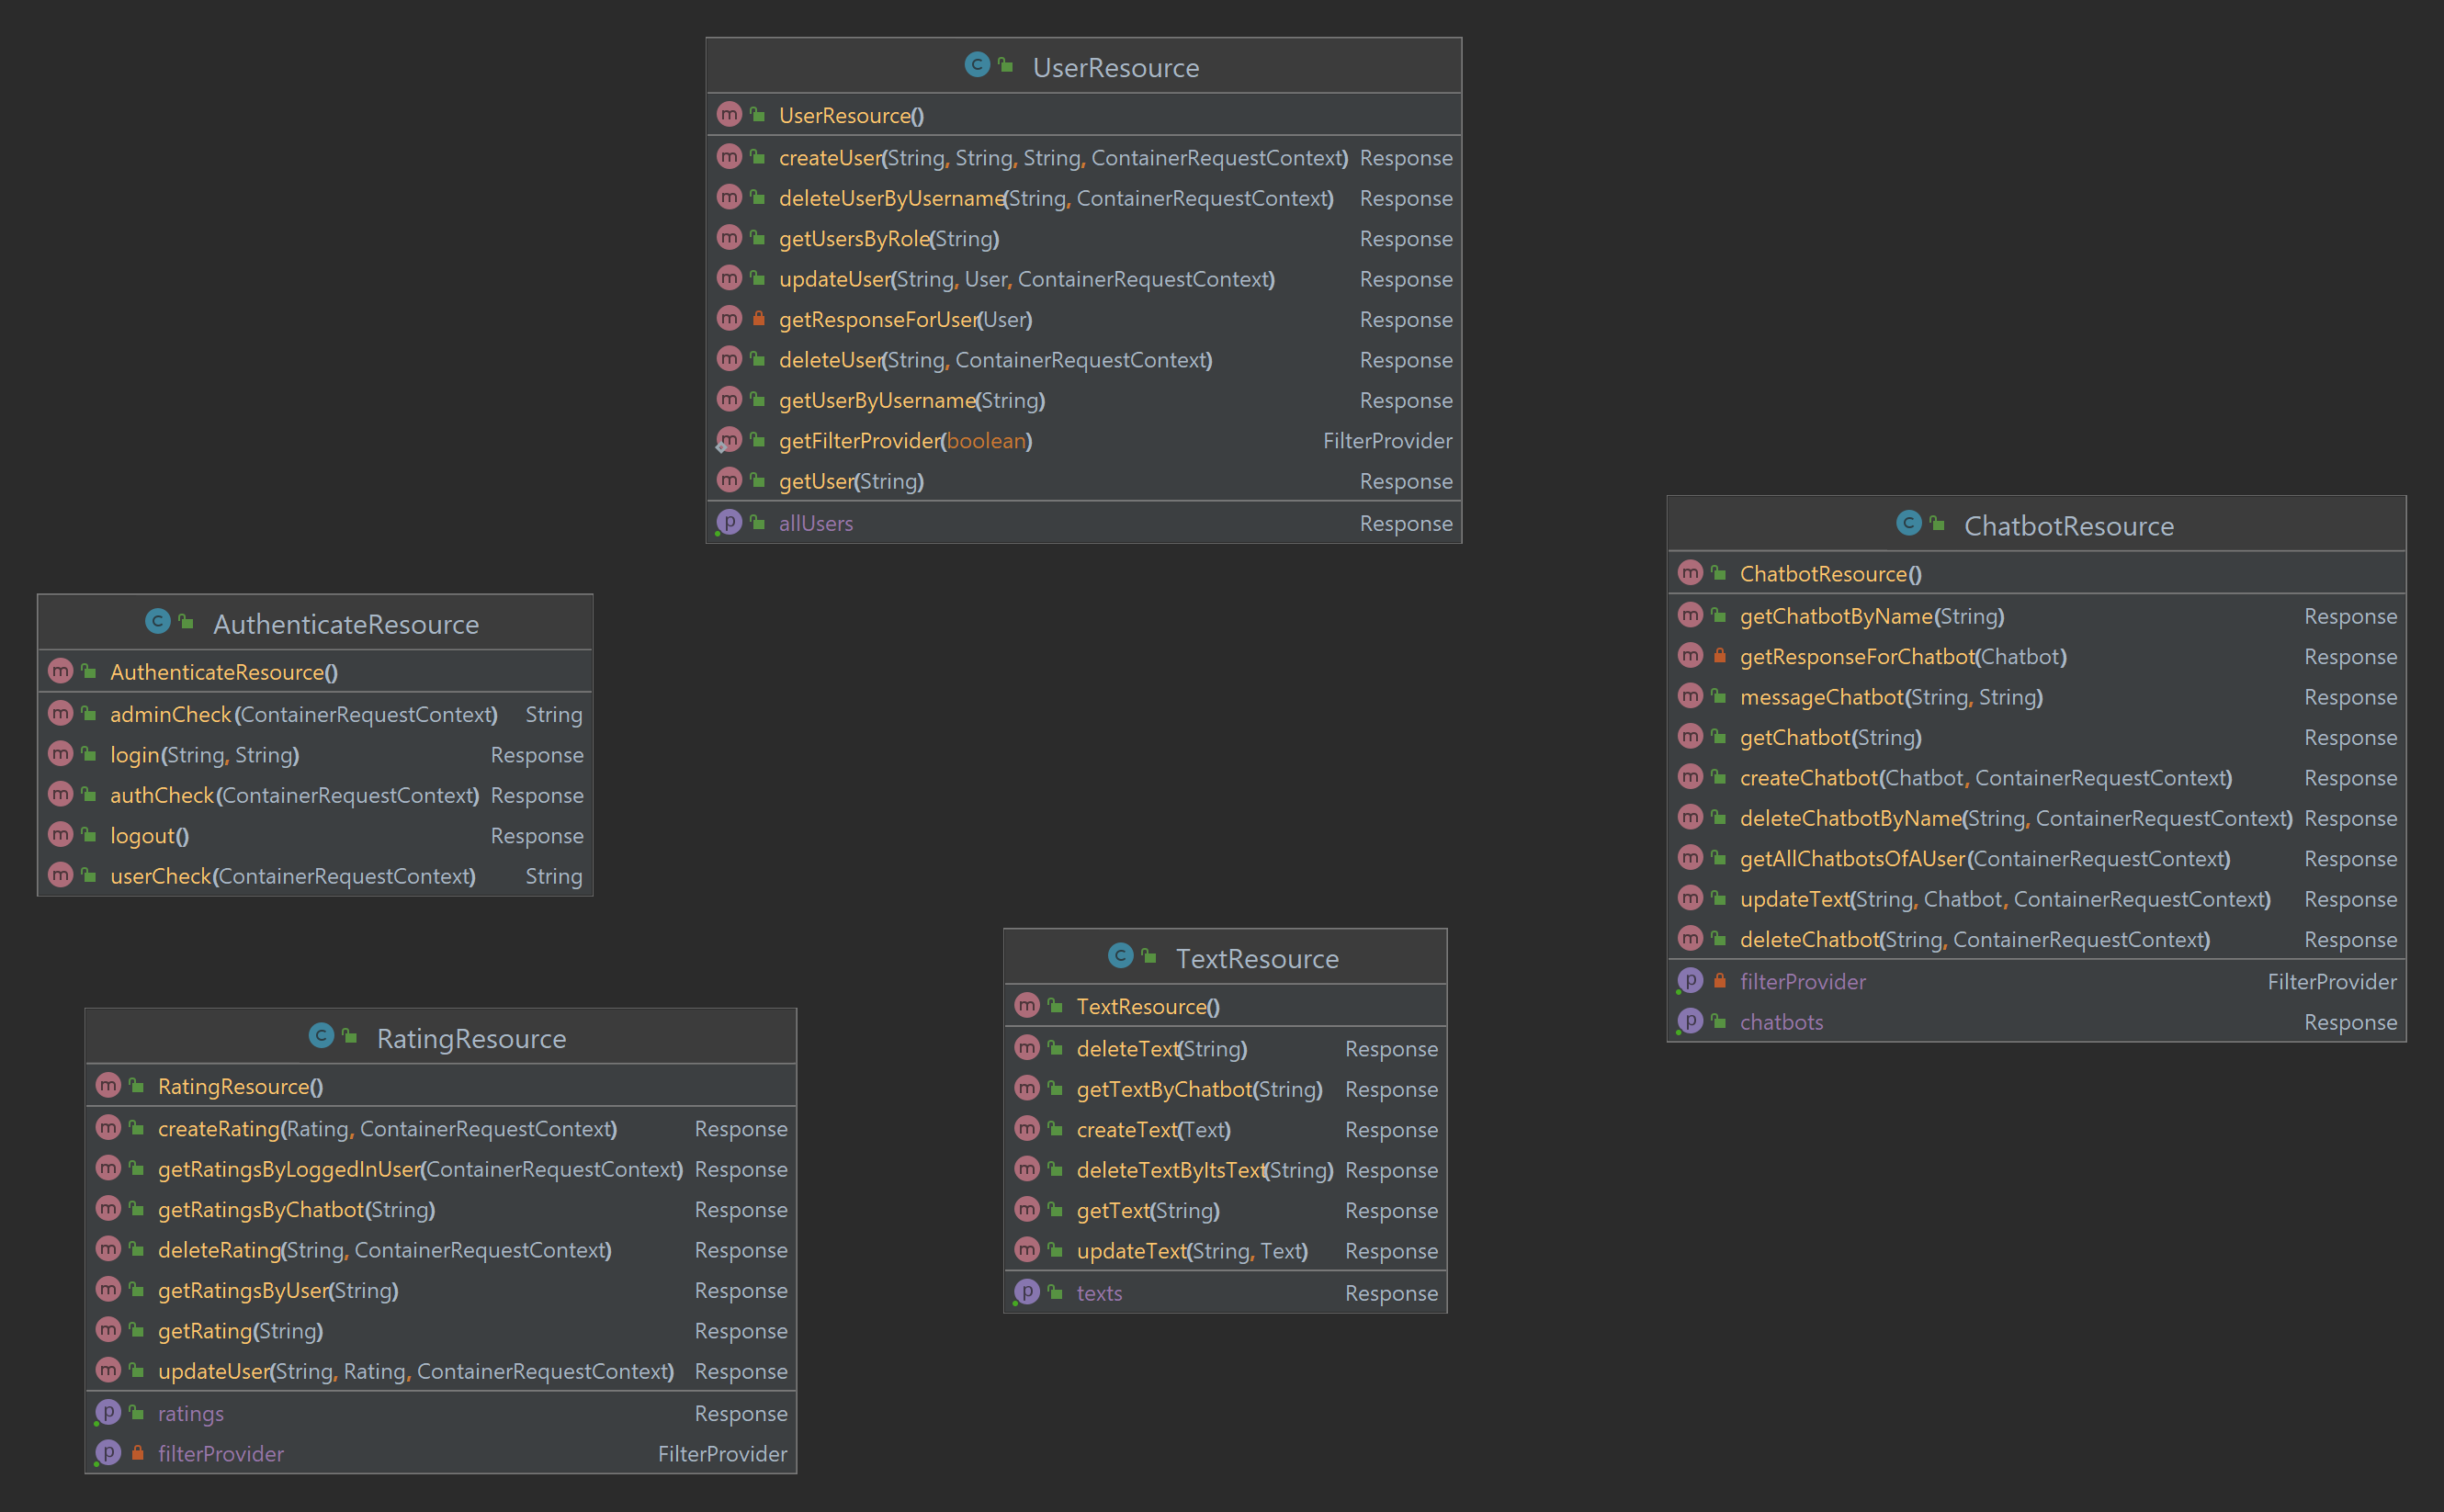 UserResource
UserResource()
createUser(String, String, String, ContainerRequestContext) Response
deleteUserByUsername(String, ContainerRequestContext) Response
getUsersByRole(String) Response
updateUser(String, User, ContainerRequestContext) Response
getResponseForUser(User) Response
deleteUser(String, ContainerRequestContext) Response
getUserByUsername(String) Response
getFilterProvider(boolean) FilterProvider
getUser(String) Response
allUsers Response
ChatbotResource
ChatbotResource()
getChatbotByName(String) Response
getResponseForChatbot(Chatbot) Response
messageChatbot(String, String) Response
getChatbot(String) Response
createChatbot(Chatbot, ContainerRequestContext) Response
deleteChatbotByName(String, ContainerRequestContext) Response
getAllChatbotsOfAUser(ContainerRequestContext) Response
updateText(String, Chatbot, ContainerRequestContext) Response
deleteChatbot(String, ContainerRequestContext) Response
filterProvider FilterProvider
chatbots Response
AuthenticateResource
AuthenticateResource()
adminCheck(ContainerRequestContext) String
login(String, String) Response
authCheck(ContainerRequestContext) Response
logout() Response
userCheck(ContainerRequestContext) String
TextResource
TextResource()
deleteText(String) Response
getTextByChatbot(String) Response
createText(Text) Response
deleteTextByItsText(String) Response
getText(String) Response
updateText(String, Text) Response
texts Response
RatingResource
RatingResource()
createRating(Rating, ContainerRequestContext) Response
getRatingsByLoggedInUser(ContainerRequestContext) Response
getRatingsByChatbot(String) Response
deleteRating(String, ContainerRequestContext) Response
getRatingsByUser(String) Response
getRating(String) Response
updateUser(String, Rating, ContainerRequestContext) Response
ratings Response
filterProvider FilterProvider